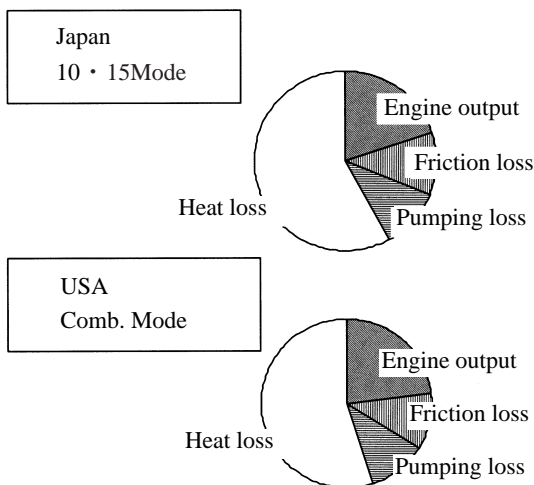 Japan
10・15Mode
Engine output
Friction loss
Heat loss
Pumping loss
USA
Comb. Mode
Engine output
Friction loss
Heat loss
Pumping loss